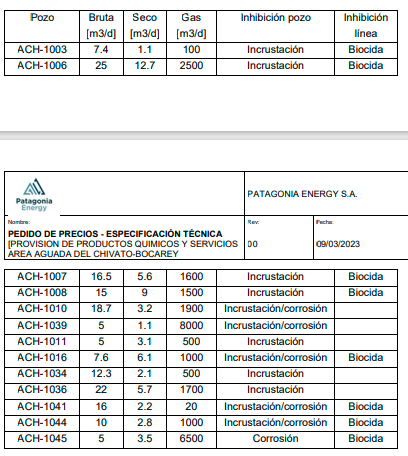 Pozo Bruta [m3/d] Seco [m3/d] Gas [m3/d] Inhibición pozo Inhibición línea
ACH-1003 7.4 1.1 100 Incrustación Biocida
ACH-1006 25 12.7 2500 Incrustación Biocida
Patagonia
Energy
PATAGONIA ENERGY S.A.
Nombre:
PEDIDO DE PRECIOS - ESPECIFICACIÓN TÉCNICA
[PROVISION DE PRODUCTOS QUIMICOS Y SERVICIOS
AREA AGUADA DEL CHIVATO-BOCAREY
Rev:
00
Fecha:
09/03/2023
ACH-1007 16.5 5.6 1600 Incrustación Biocida
ACH-1008 15 9 1500 Incrustación Biocida
ACH-1010 18.7 3.2 1900 Incrustación/corrosión
ACH-1039 5 1.1 8000 Incrustación/corrosión
ACH-1011 5 3.1 500 Incrustación
ACH-1016 7.6 6.1 1000 Incrustación/corrosión Biocida
ACH-1034 12.3 2.1 500 Incrustación
ACH-1036 22 5.7 1700 Incrustación
ACH-1041 16 2.2 20 Incrustación/corrosión Biocida
ACH-1044 10 2.8 1000 Incrustación/corrosión Biocida
ACH-1045 5 3.5 6500 Corrosión Biocida